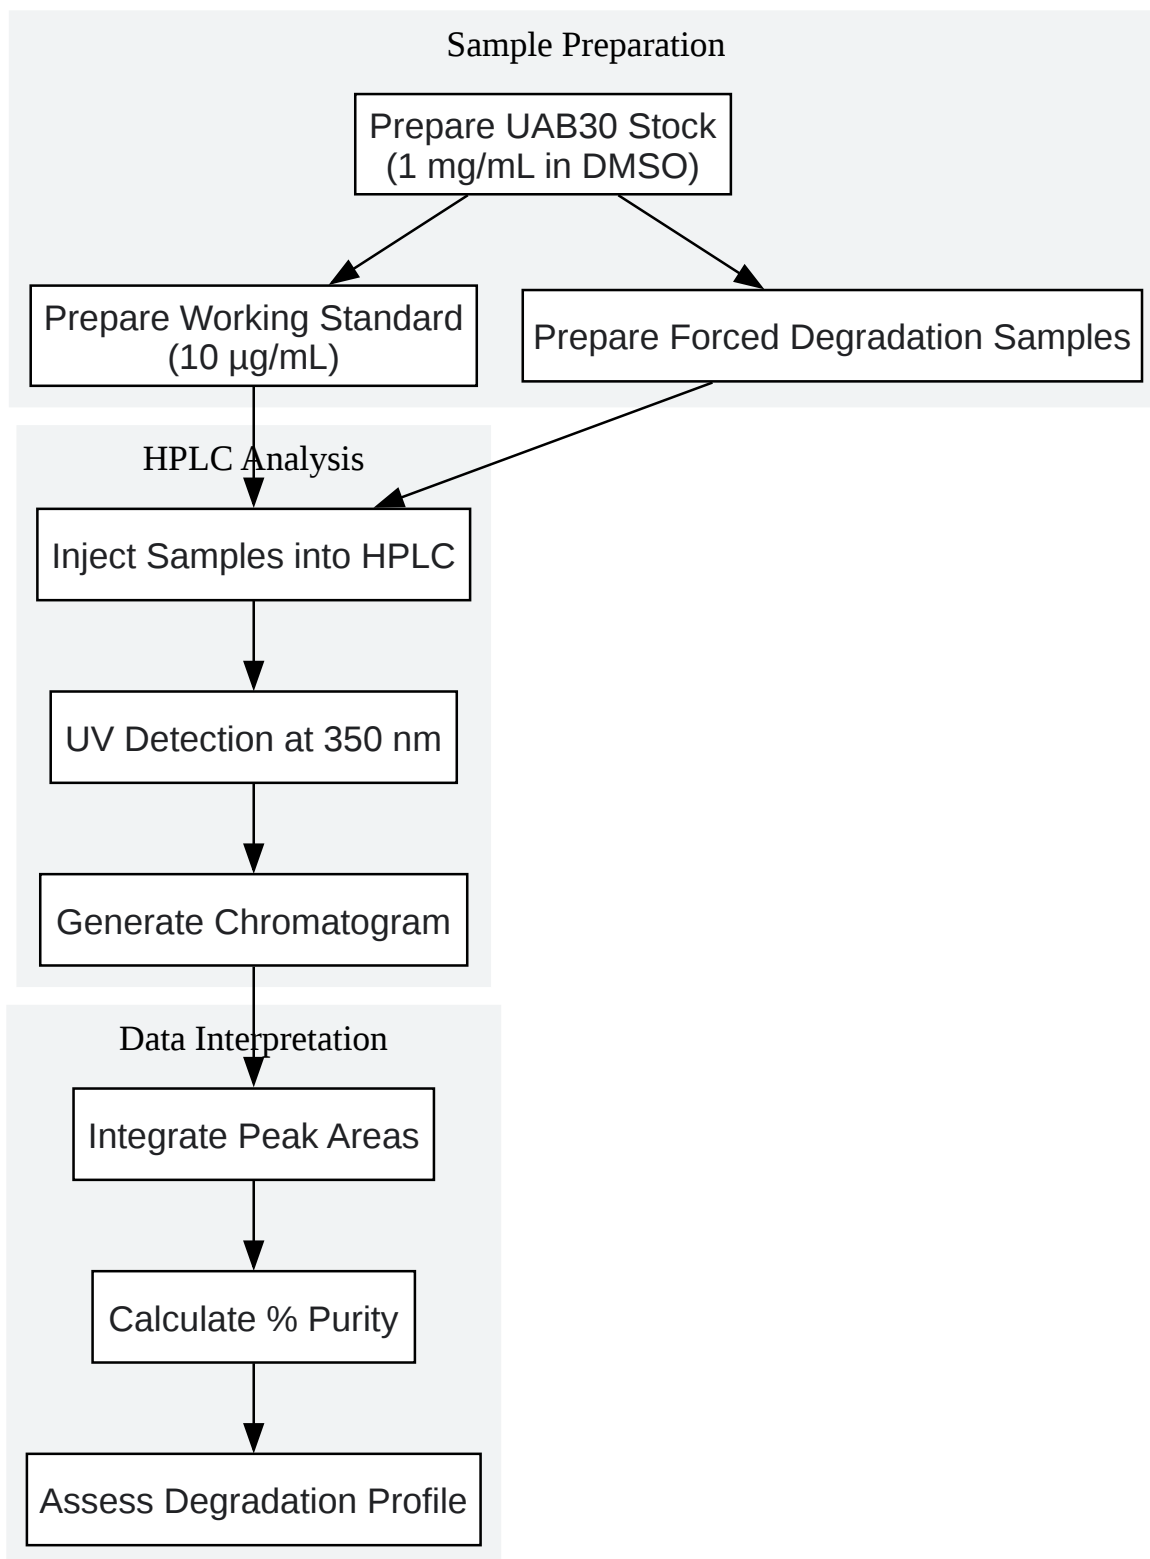 Sample Preparation
Prepare UAB30 Stock
(1 mg/mL in DMSO)
Prepare Working Standard
(10 µg/mL)
Prepare Forced Degradation Samples
HPLC Analysis
Inject Samples into HPLC
UV Detection at 350 nm
Generate Chromatogram
Data Interpretation
Integrate Peak Areas
Calculate % Purity
Assess Degradation Profile